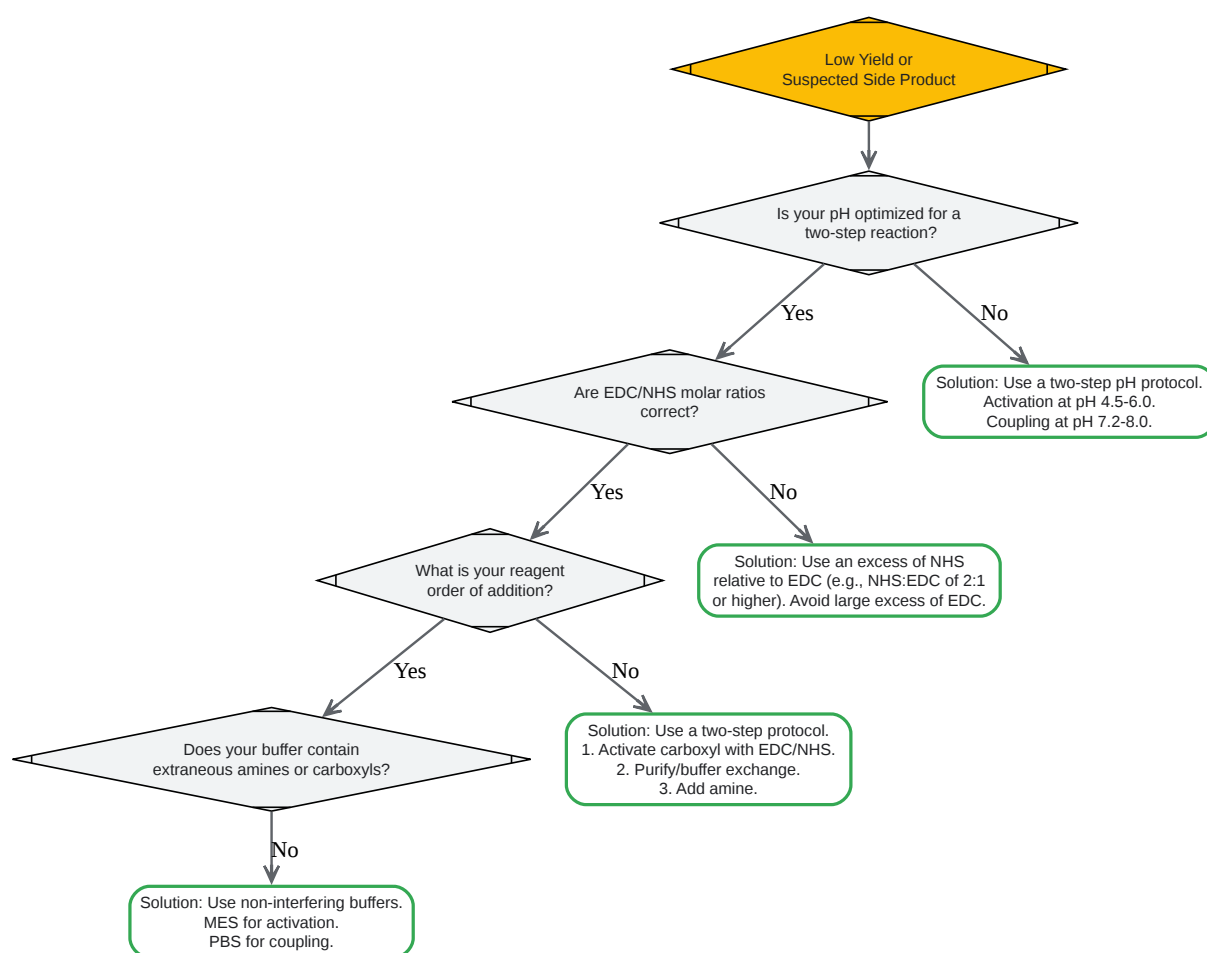 Low Yield or
Suspected Side Product
Is your pH optimized for a
two-step reaction?
Yes
No
Solution: Use a two-step pH protocol.
Activation at pH 4.5-6.0.
Coupling at pH 7.2-8.0.
Are EDC/NHS molar ratios
correct?
Yes
No
Solution: Use an excess of NHS
relative to EDC (e.g., NHS:EDC of 2:1
or higher). Avoid large excess of EDC.
What is your reagent
order of addition?
Yes
No
Solution: Use a two-step protocol.
1. Activate carboxyl with EDC/NHS.
2. Purify/buffer exchange.
3. Add amine.
Does your buffer contain
extraneous amines or carboxyls?
No
Solution: Use non-interfering buffers.
MES for activation.
PBS for coupling.